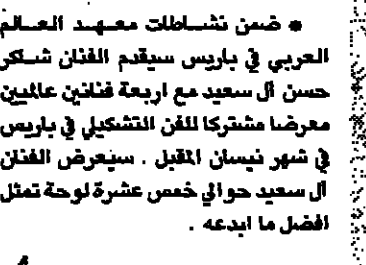 ● ضمن نشاطات معهد العالم
العربي في باريس سيقدم الفنان شاكر
حسن آل سعيد مع اربعة فنانين عالميين
معرضا مشتركا للفن التشكيلي في باريس
في شهر نيسان المقبل . سيعرض الفنان
آل سعيد حوالي خمس عشرة لوحة تمثل
افضل ما ابدعه .